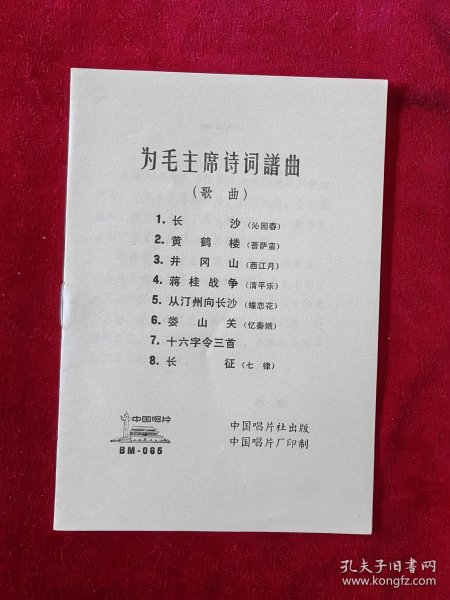 为毛主席诗词譜曲
（歌 曲）
1. 长 沙（沁园春）
2. 黄 鹤 楼（菩萨蛮）
3. 井 冈 山（西江月）
4. 蒋桂战争（清平乐）
5. 从汀州向长沙（蝶恋花）
6. 娄 山 关（忆秦娥）
7. 十六字令三首
8. 长 征（七 律）
中国唱片
BM-065
中国唱片社出版
中国唱片厂印制
孔夫子旧书网
www.kongfz.com